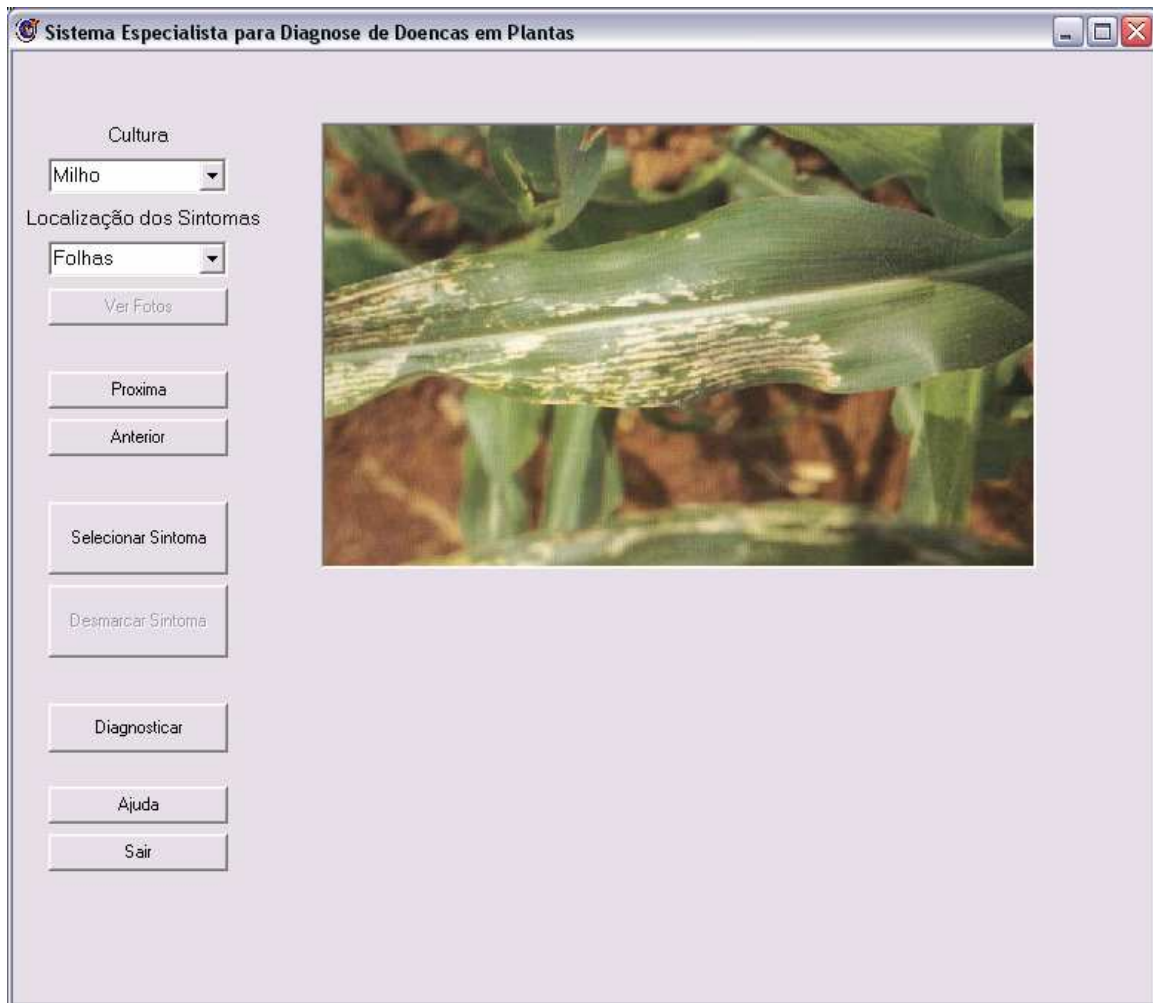 Sistema Especialista para Diagnose de Doencas em Plantas
Cultura
Milho
Localização dos Sintomas
Folhas
Ver Fotos
Proxima
Anterior
Selecionar Sintoma
Desmarcar Sintoma
Diagnosticar
Ajuda
Sair